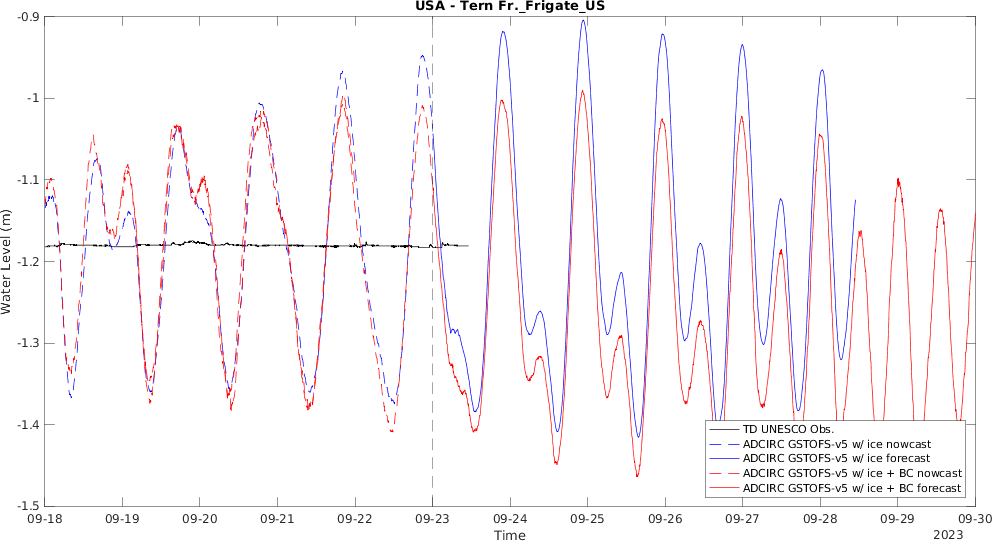 USA - Tern Fr._Frigate_US
Water Level (m)
-0.9
-1
-1.1
-1.2
-1.3
-1.4
-1.5
TD UNESCO Obs.
ADCIRC GSTOFS-v5 w/ ice nowcast
ADCIRC GSTOFS-v5 w/ ice forecast
ADCIRC GSTOFS-v5 w/ ice + BC nowcast
ADCIRC GSTOFS-v5 w/ ice + BC forecast
09-18 09-19 09-20 09-21 09-22 09-23 09-24 09-25 09-26 09-27 09-28 09-29 09-30
Time
2023